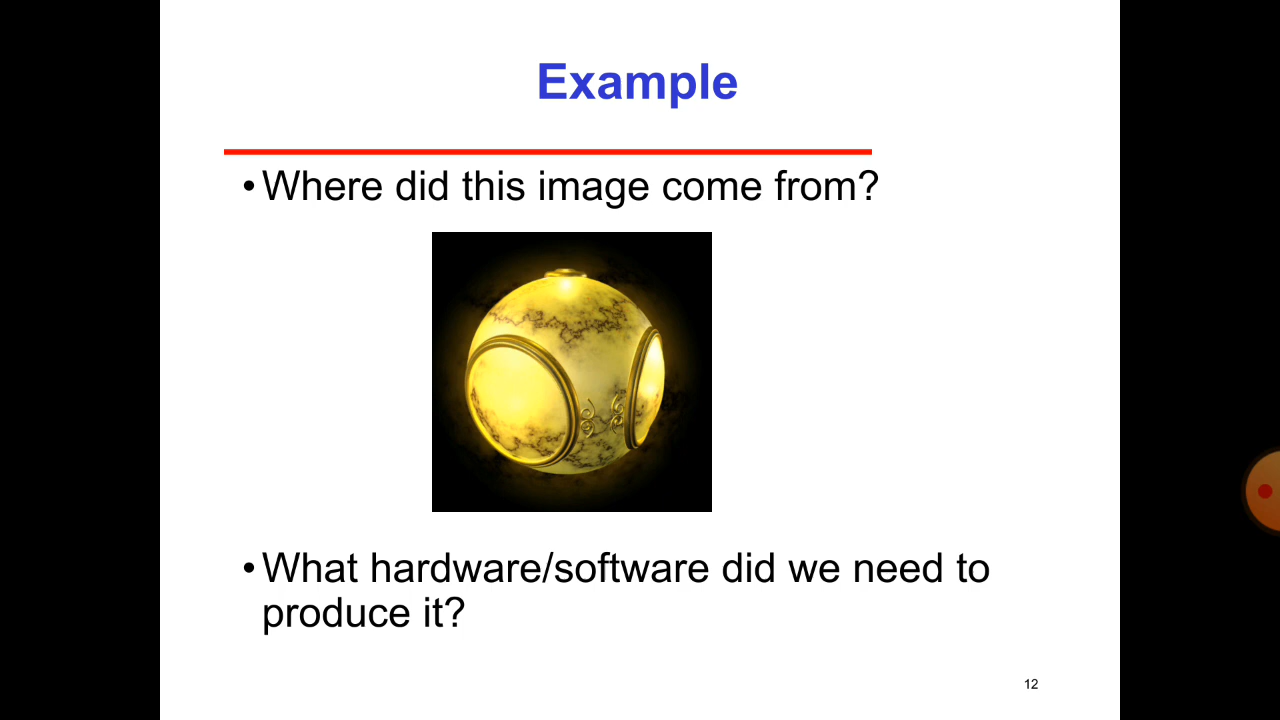 Example
• Where did this image come from?
• What hardware/software did we need to
produce it?
12